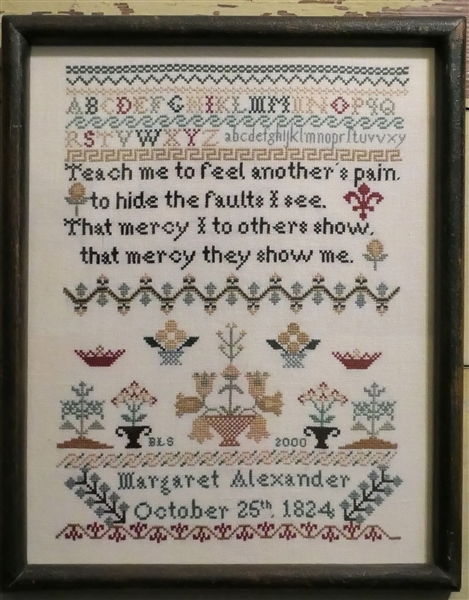 ABCDEFGHIKLMNOPQ
RSTVWXYZ abcdefghijklmnoprstuvvxy
Teach me to feel another's pain,
to hide the faults I see.
That mercy I to others show,
that mercy they show me.
BLS 2000
Margaret Alexander
October 25th, 1824